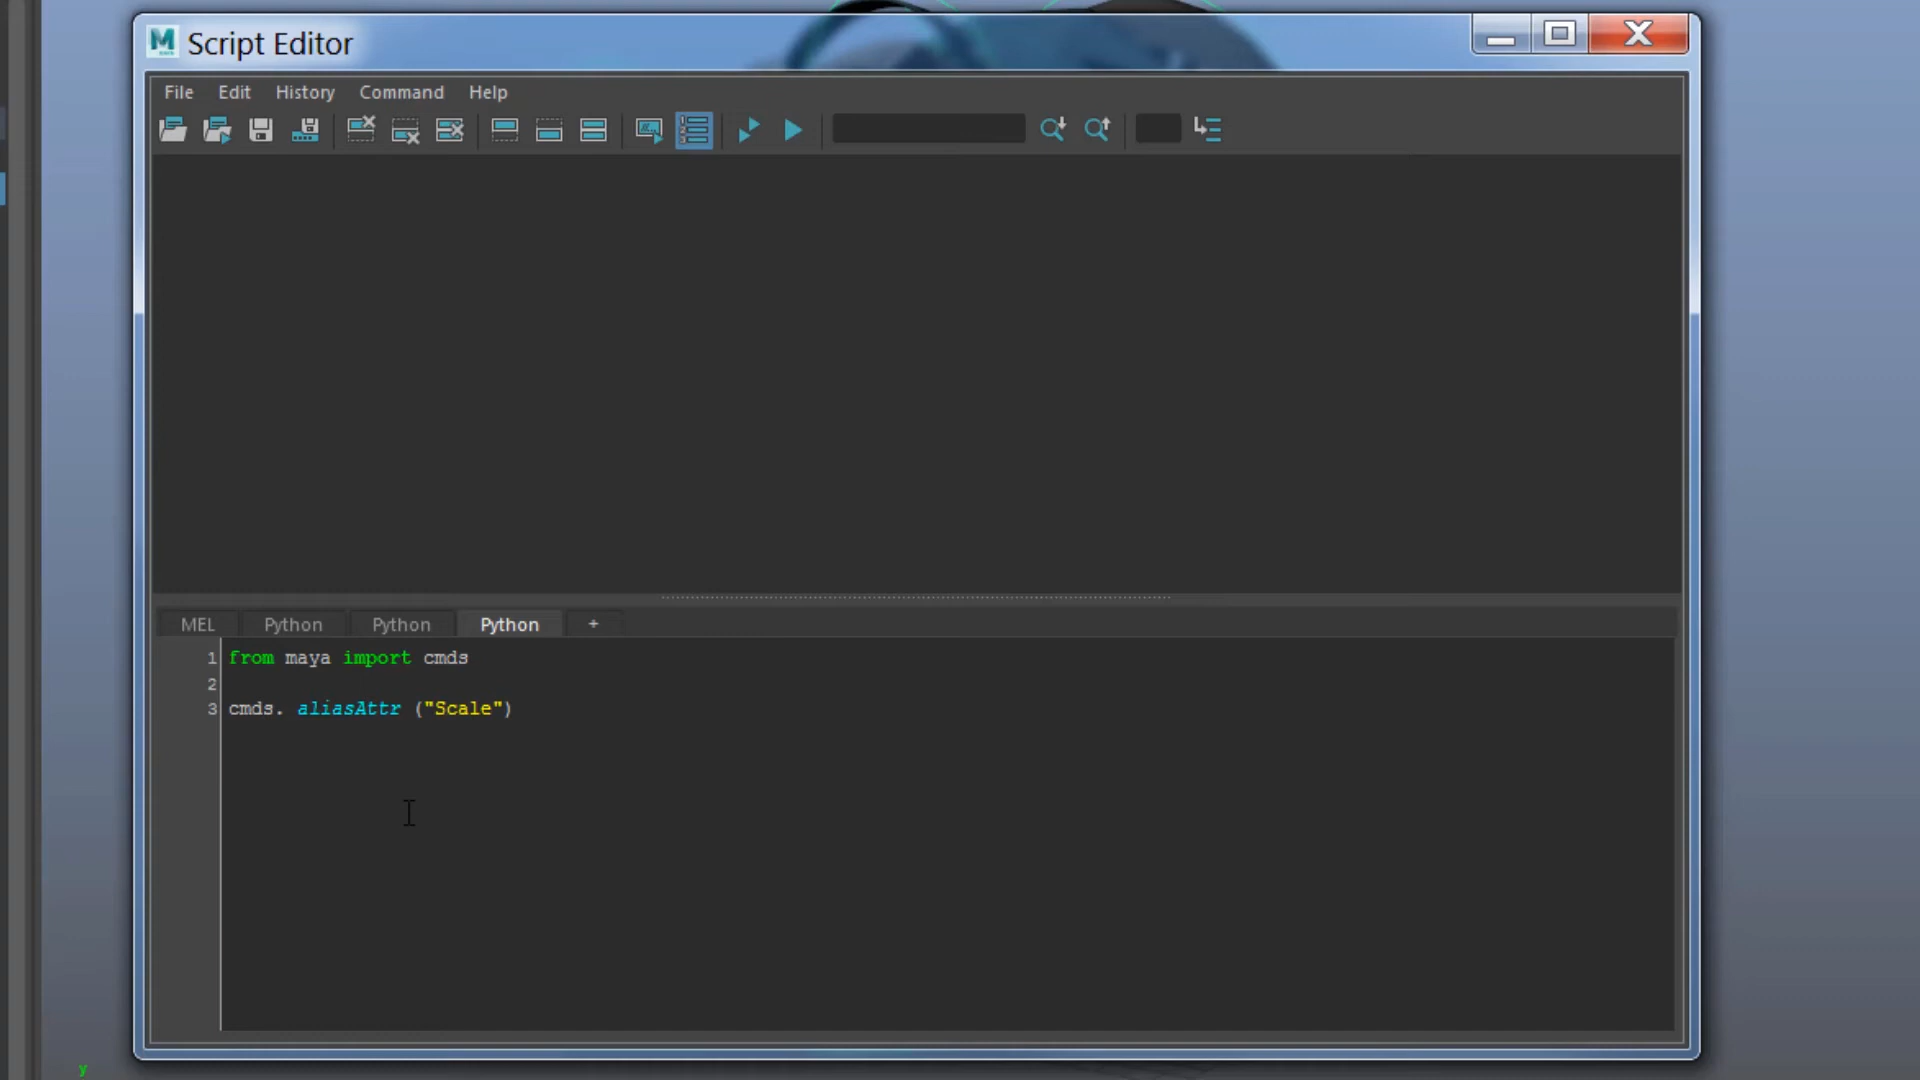 M Script Editor
File Edit History Command Help
MEL Python Python Python +
1 from maya import cmds
2
3 cmds. aliasAttr ("Scale")
y